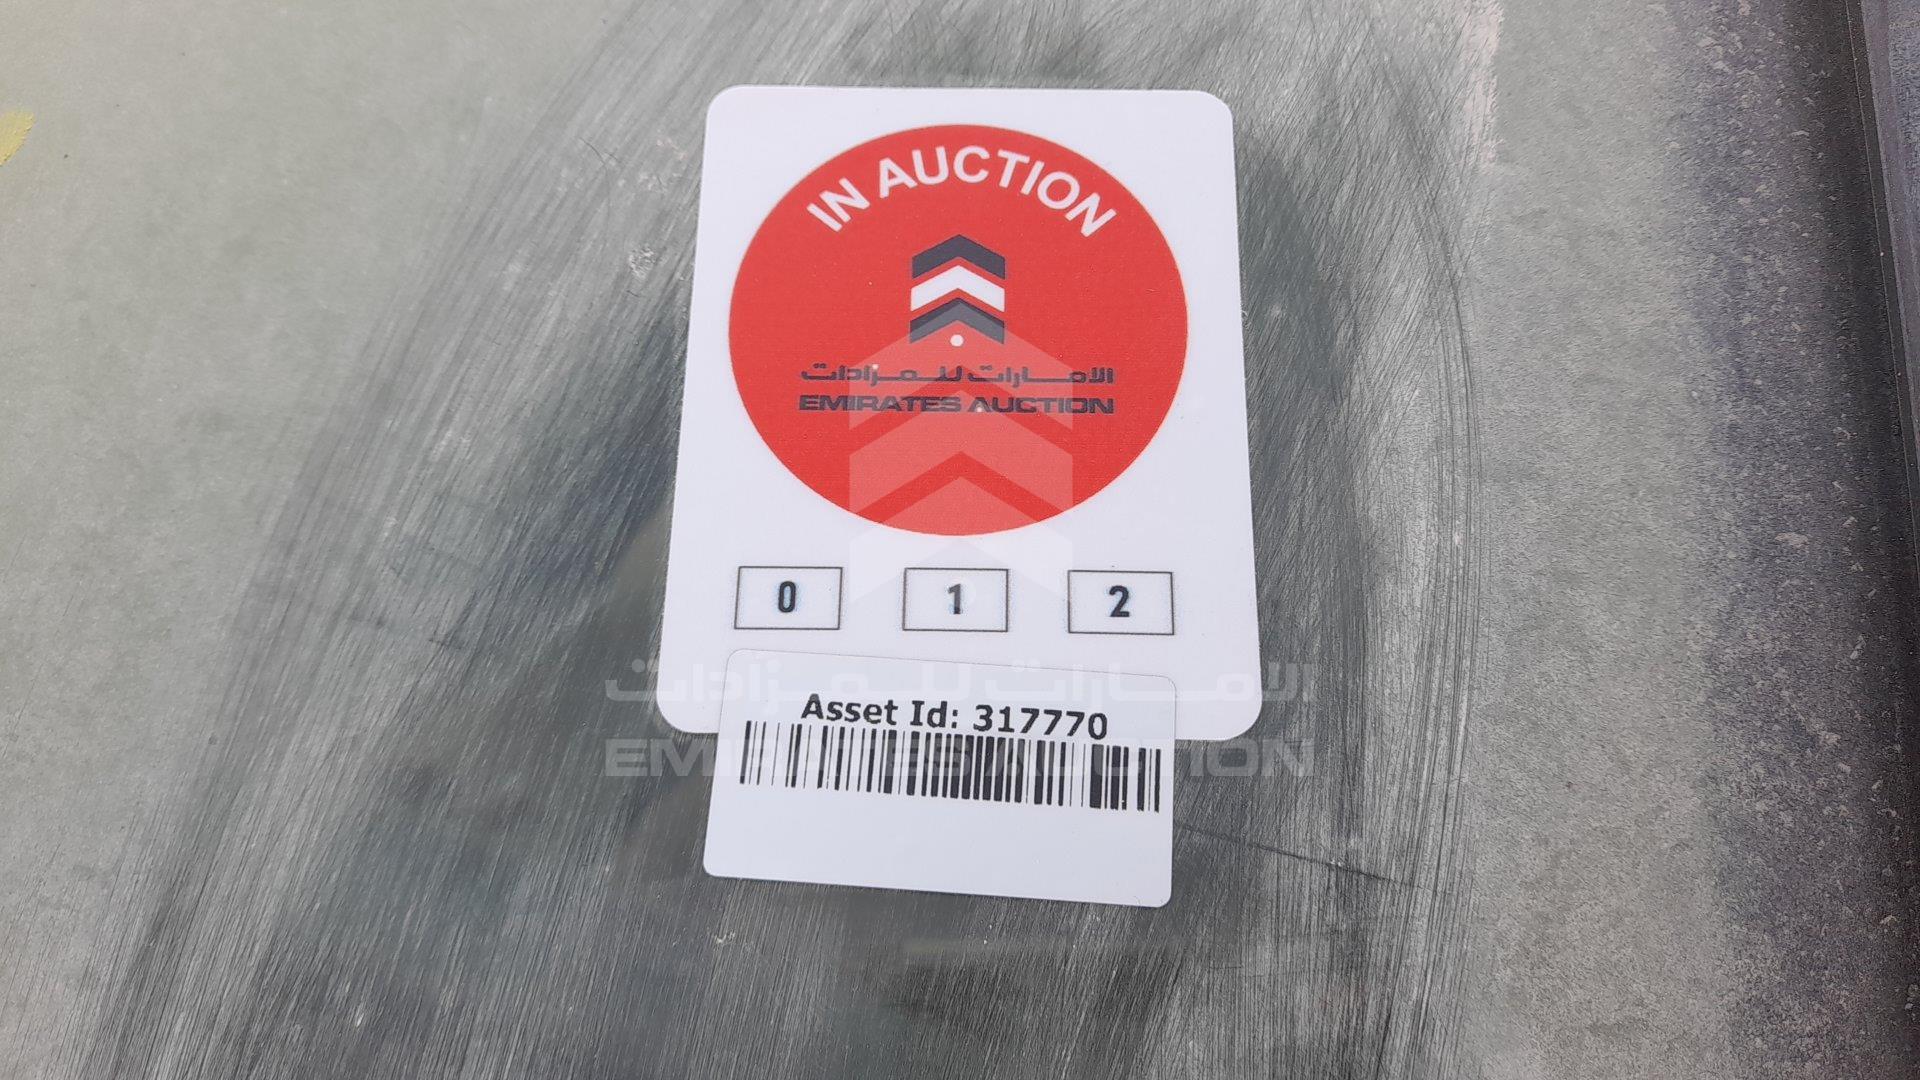 IN AUCTION
الامارات للمزادات
EMIRATES AUCTION
0 1 2
الامارات للمزادات
Asset Id: 317770
EMIRATES AUCTION